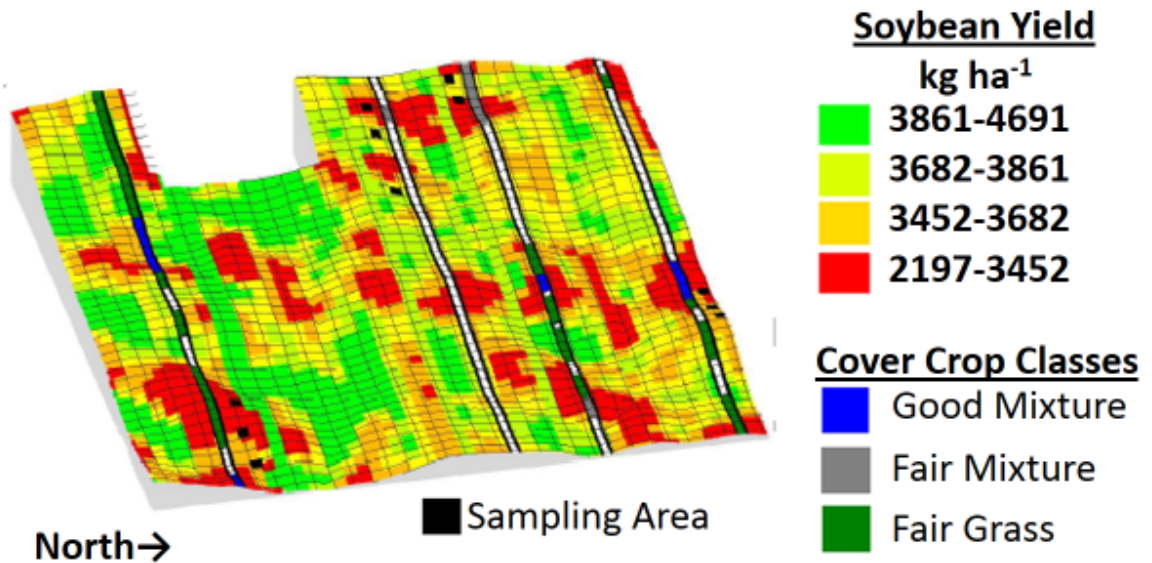 Soybean Yield
kg ha-1
3861-4691
3682-3861
3452-3682
2197-3452
Cover Crop Classes
Good Mixture
Fair Mixture
Fair Grass
Sampling Area
North→